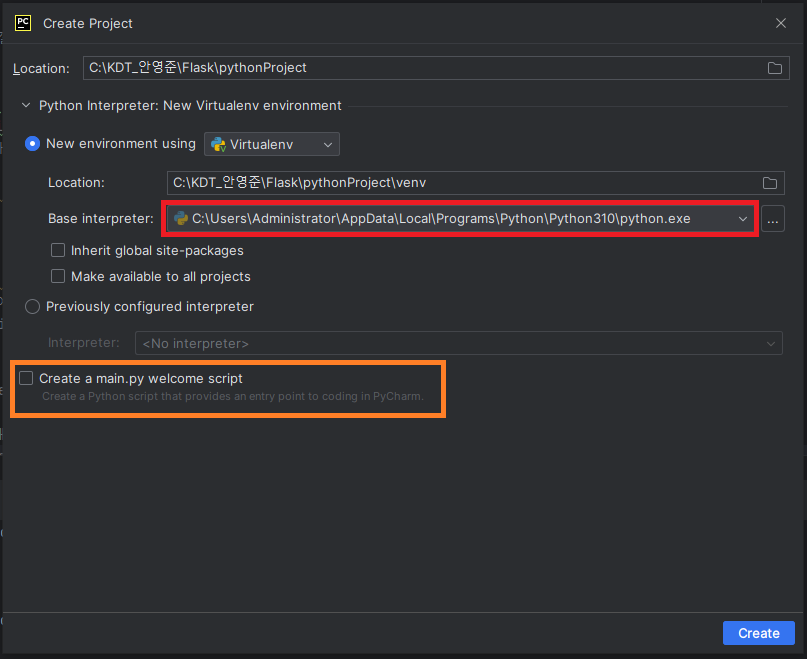 PC
Create Project
Location: C:\KDT_안영준\Flask\pythonProject
Python Interpreter: New Virtualenv environment
New environment using Virtualenv
Location: C:\KDT_안영준\Flask\pythonProject\venv
Base interpreter: C:\Users\Administrator\AppData\Local\Programs\Python\Python310\python.exe ...
Inherit global site-packages
Make available to all projects
Previously configured interpreter
Interpreter: <No interpreter>
Create a main.py welcome script
Create a Python script that provides an entry point to coding in PyCharm.
Create